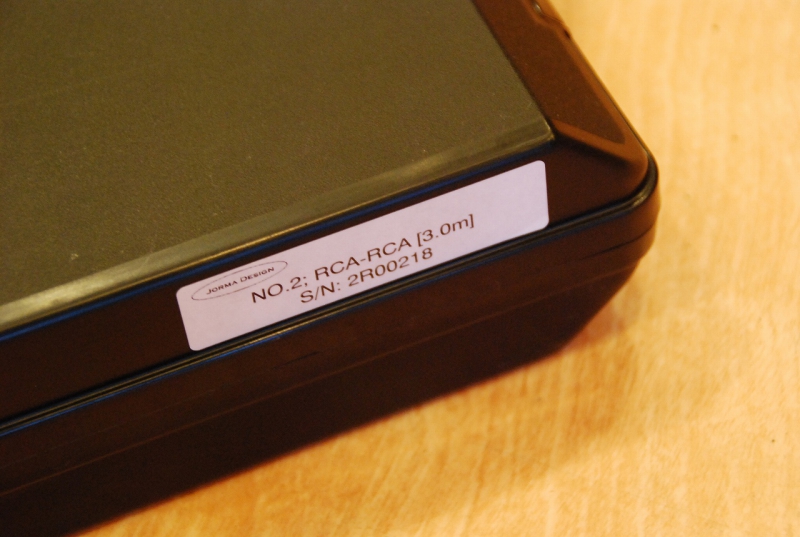 JORMA DESIGN
NO.2; RCA-RCA [3.0m]
S/N: 2R00218